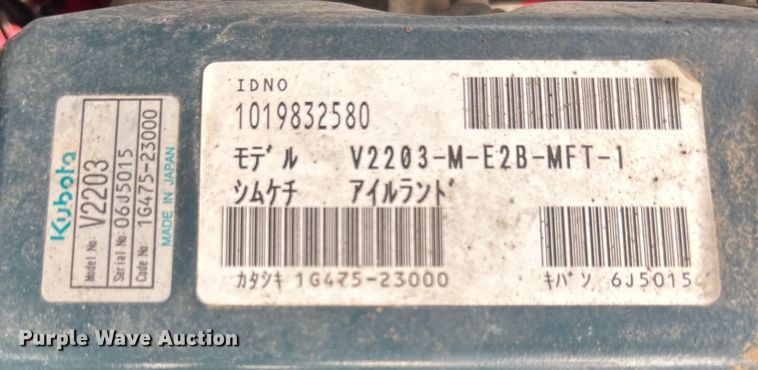 Kubota
Model No. V2203
Serial No. 06J5015
Code No. 1G475-23000
MADE IN JAPAN
IDNO
1019832580
モデル V2203-M-E2B-MFT-1
シムケチ アイルランド
カタシキ 1G475-23000
キバン 6J5015
Purple Wave Auction